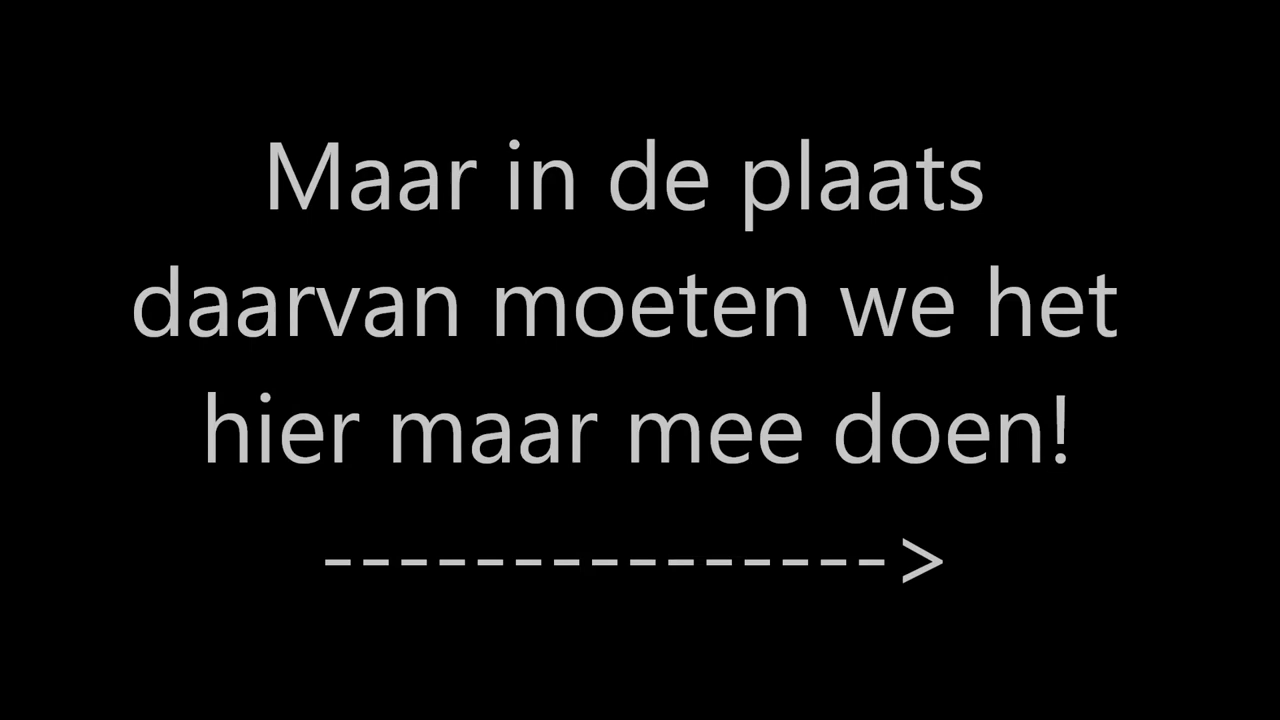 Maar in de plaats
daarvan moeten we het
hier maar mee doen!
--------------->